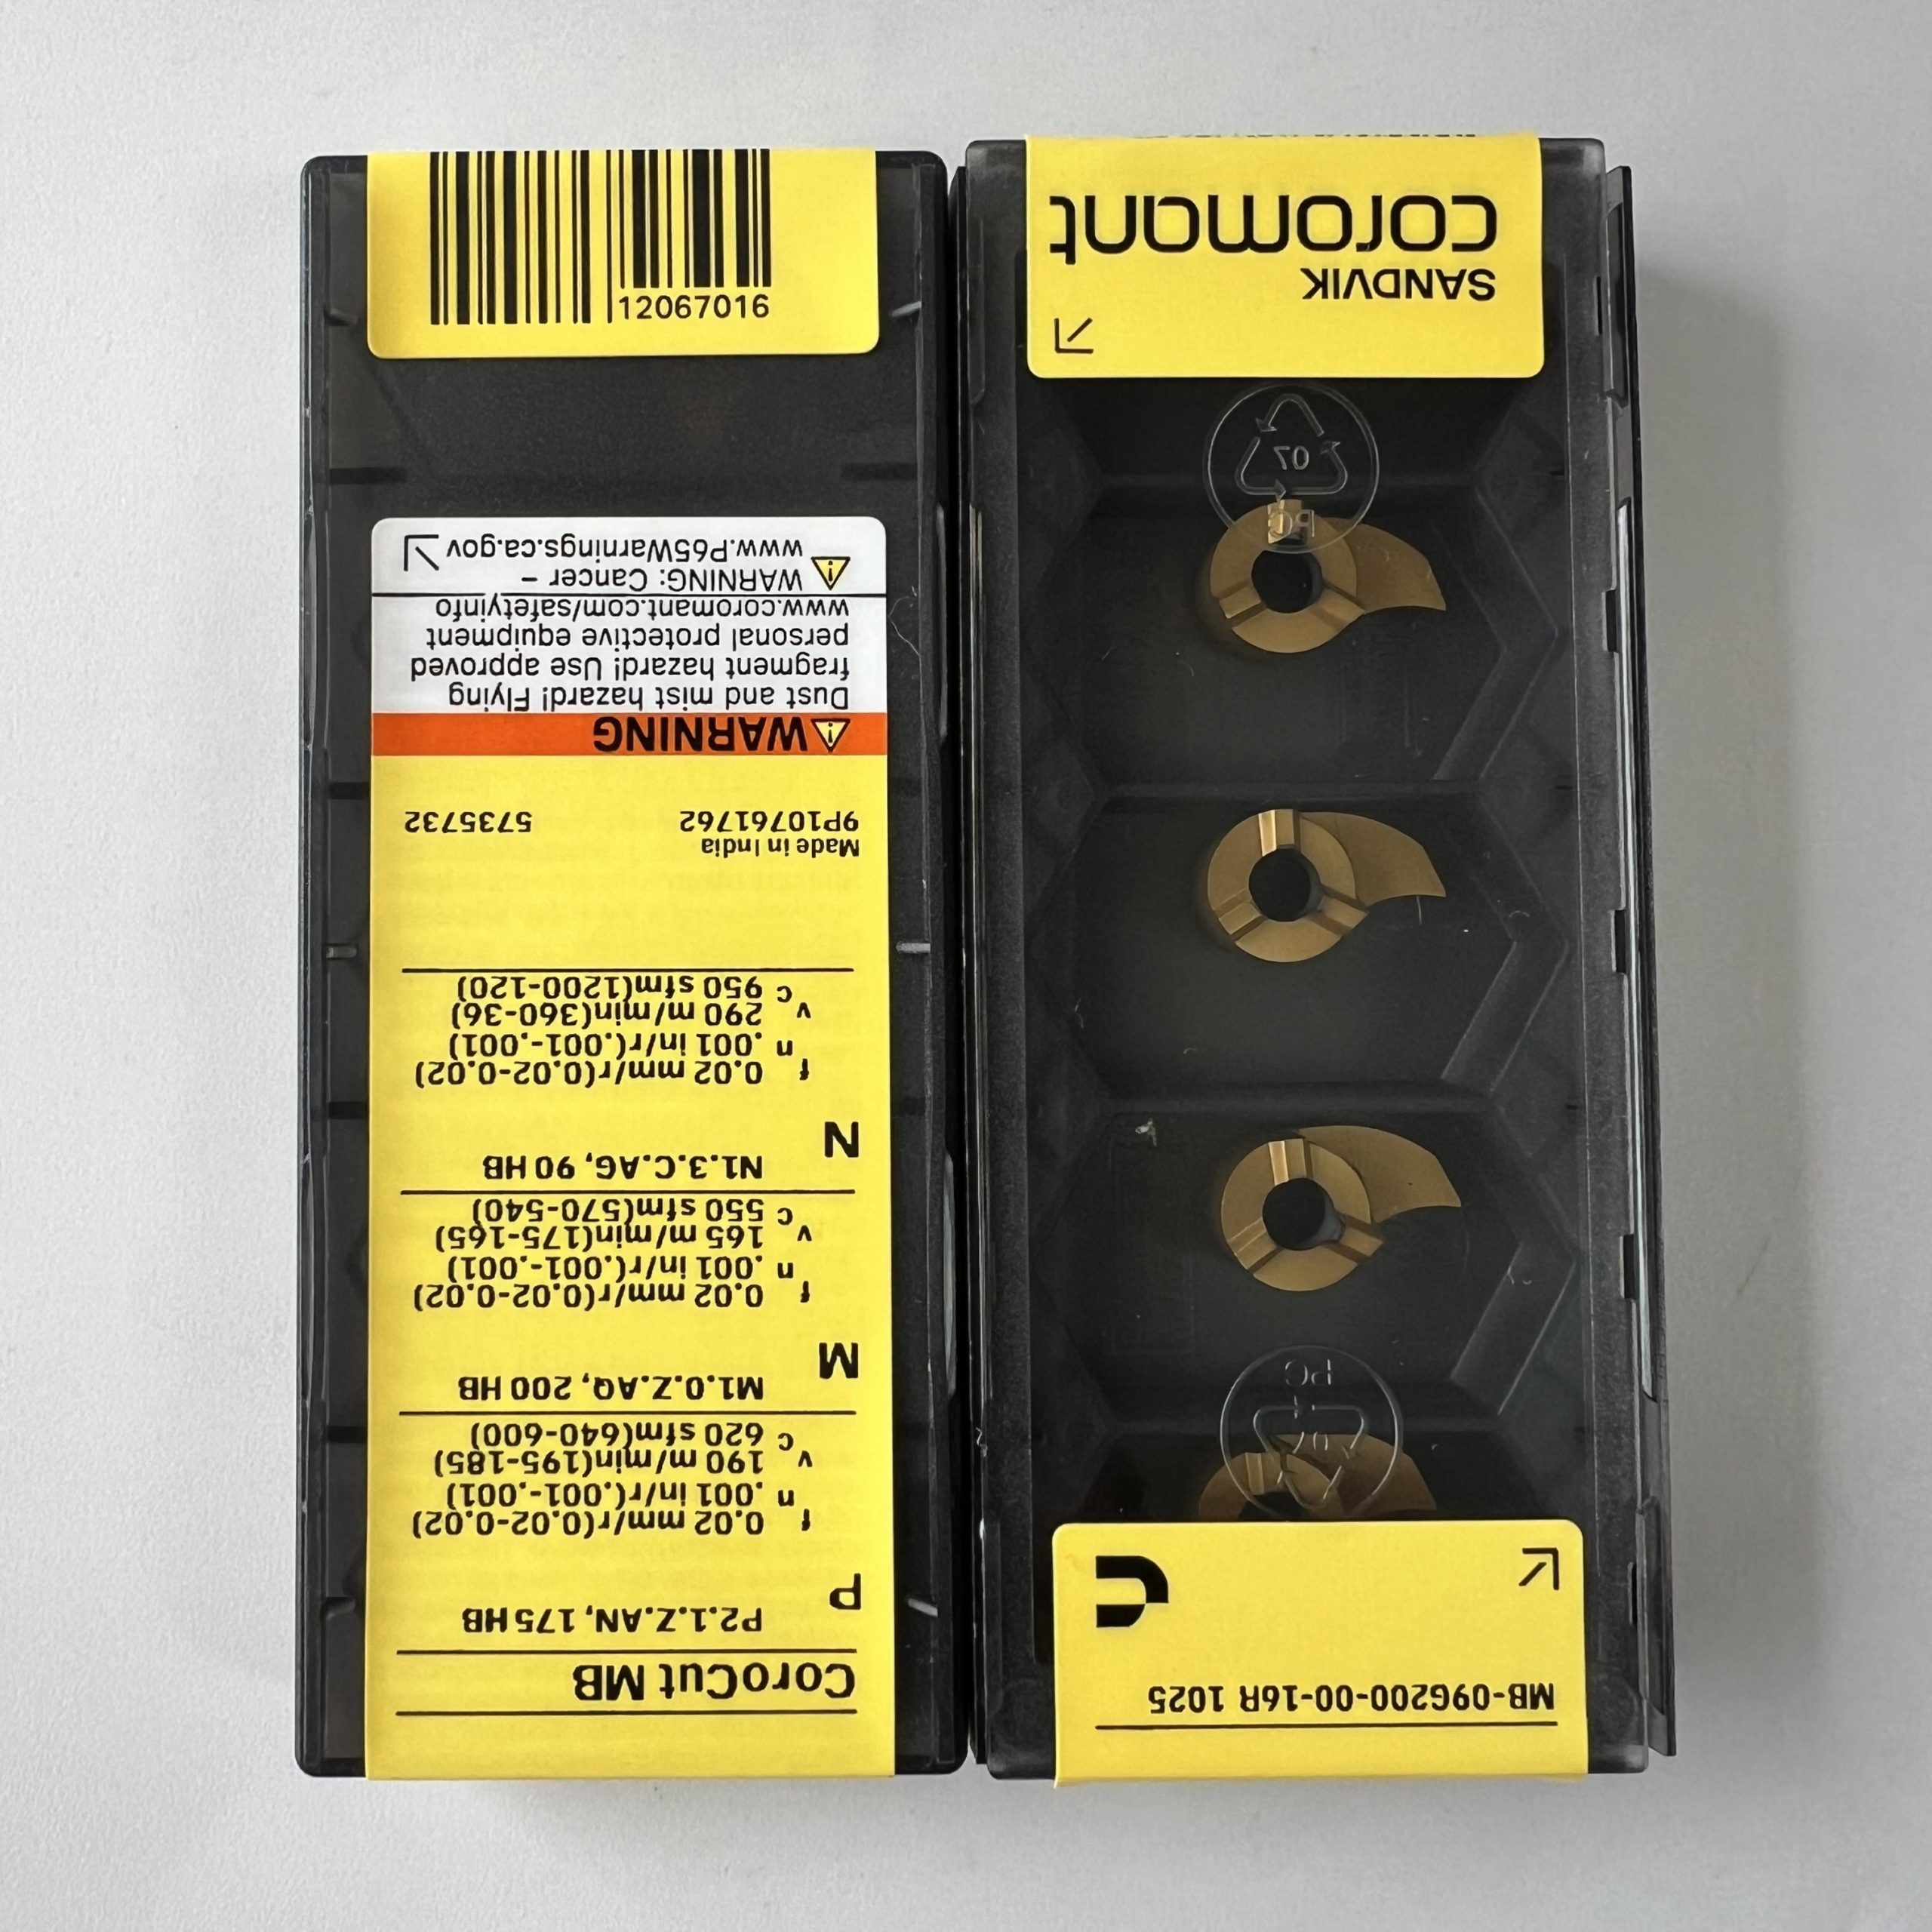 MB-09G200-00-16R 1025
PC
07
PC
SANDVIK
coromant
CoroCut MB
P P2.1.Z.AN, 175 HB
f 0.02 mm/r(0.02-0.02)
n .001 in/r(.001-.001)
v 190 m/min(195-185)
c 620 sfm(640-600)
M M1.0.Z.AQ, 200 HB
f 0.02 mm/r(0.02-0.02)
n .001 in/r(.001-.001)
v 165 m/min(175-165)
c 550 sfm(570-540)
N N1.3.C.AG, 90 HB
f 0.02 mm/r(0.02-0.02)
n .001 in/r(.001-.001)
v 290 m/min(360-36)
c 950 sfm(1200-120)
Made in India
9P10761762 5735732
WARNING
Dust and mist hazard! Flying
fragment hazard! Use approved
personal protective equipment
www.coromant.com/safetyinfo
WARNING: Cancer –
www.P65Warnings.ca.gov
12067016